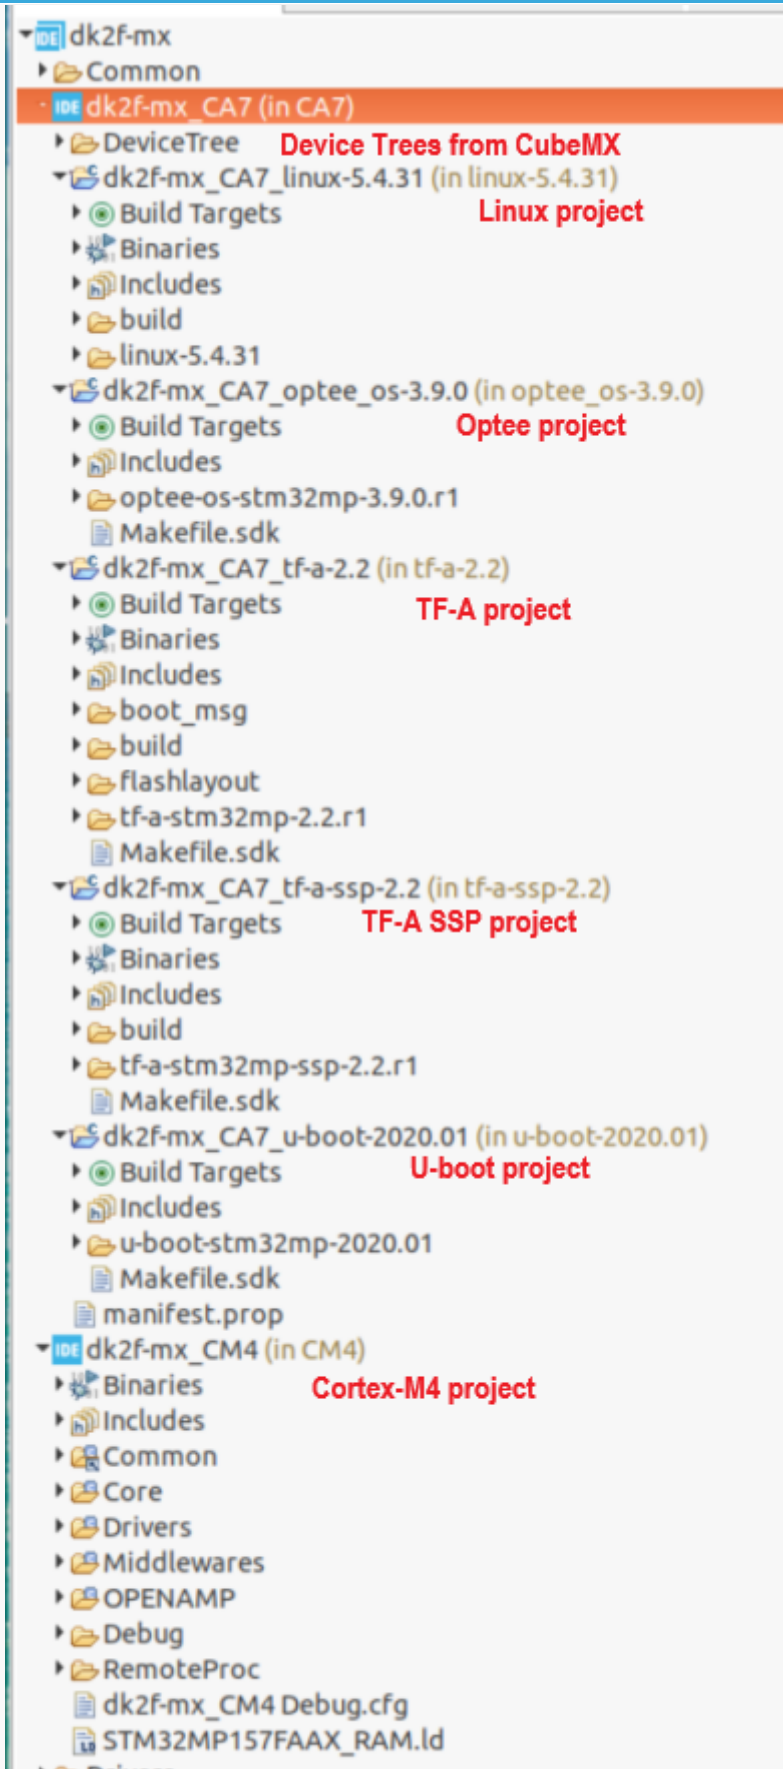 IDE dk2f-mx
Common
IDE dk2f-mx_CA7 (in CA7)
DeviceTree Device Trees from CubeMX
dk2f-mx_CA7_linux-5.4.31 (in linux-5.4.31)
Build Targets Linux project
Binaries
Includes
build
linux-5.4.31
dk2f-mx_CA7_optee_os-3.9.0 (in optee_os-3.9.0)
Build Targets Optee project
Includes
optee-os-stm32mp-3.9.0.r1
Makefile.sdk
dk2f-mx_CA7_tf-a-2.2 (in tf-a-2.2)
Build Targets TF-A project
Binaries
Includes
boot_msg
build
flashlayout
tf-a-stm32mp-2.2.r1
Makefile.sdk
dk2f-mx_CA7_tf-a-ssp-2.2 (in tf-a-ssp-2.2)
Build Targets TF-A SSP project
Binaries
Includes
build
tf-a-stm32mp-ssp-2.2.r1
Makefile.sdk
dk2f-mx_CA7_u-boot-2020.01 (in u-boot-2020.01)
Build Targets U-boot project
Includes
u-boot-stm32mp-2020.01
Makefile.sdk
manifest.prop
IDE dk2f-mx_CM4 (in CM4)
Binaries Cortex-M4 project
Includes
Common
Core
Drivers
Middlewares
OPENAMP
Debug
RemoteProc
dk2f-mx_CM4 Debug.cfg
STM32MP157FAAX_RAM.ld